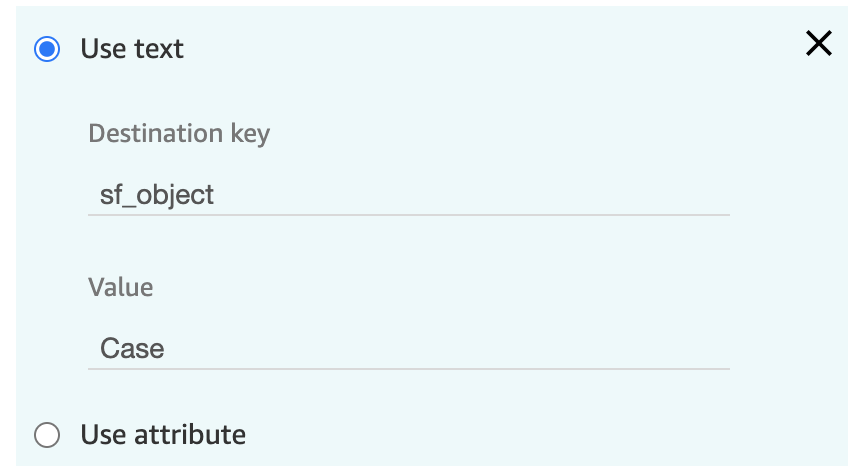 Use text
Destination key
sf_object
Value
Case
Use attribute